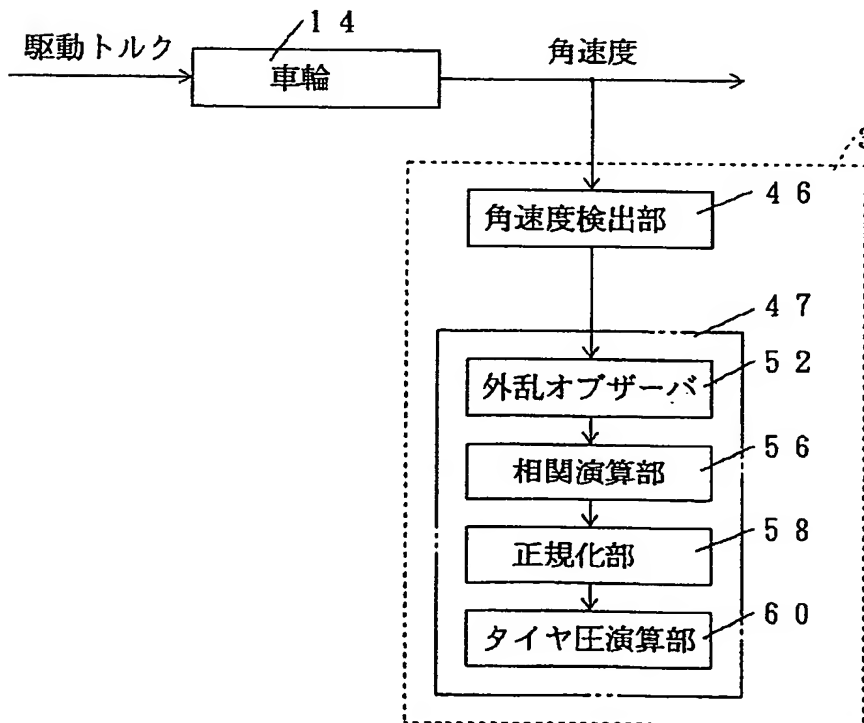 駆動トルク
14
車輪
角速度
角速度検出部
46
47
外乱オブザーバ
52
相関演算部
56
正規化部
58
タイヤ圧演算部
60